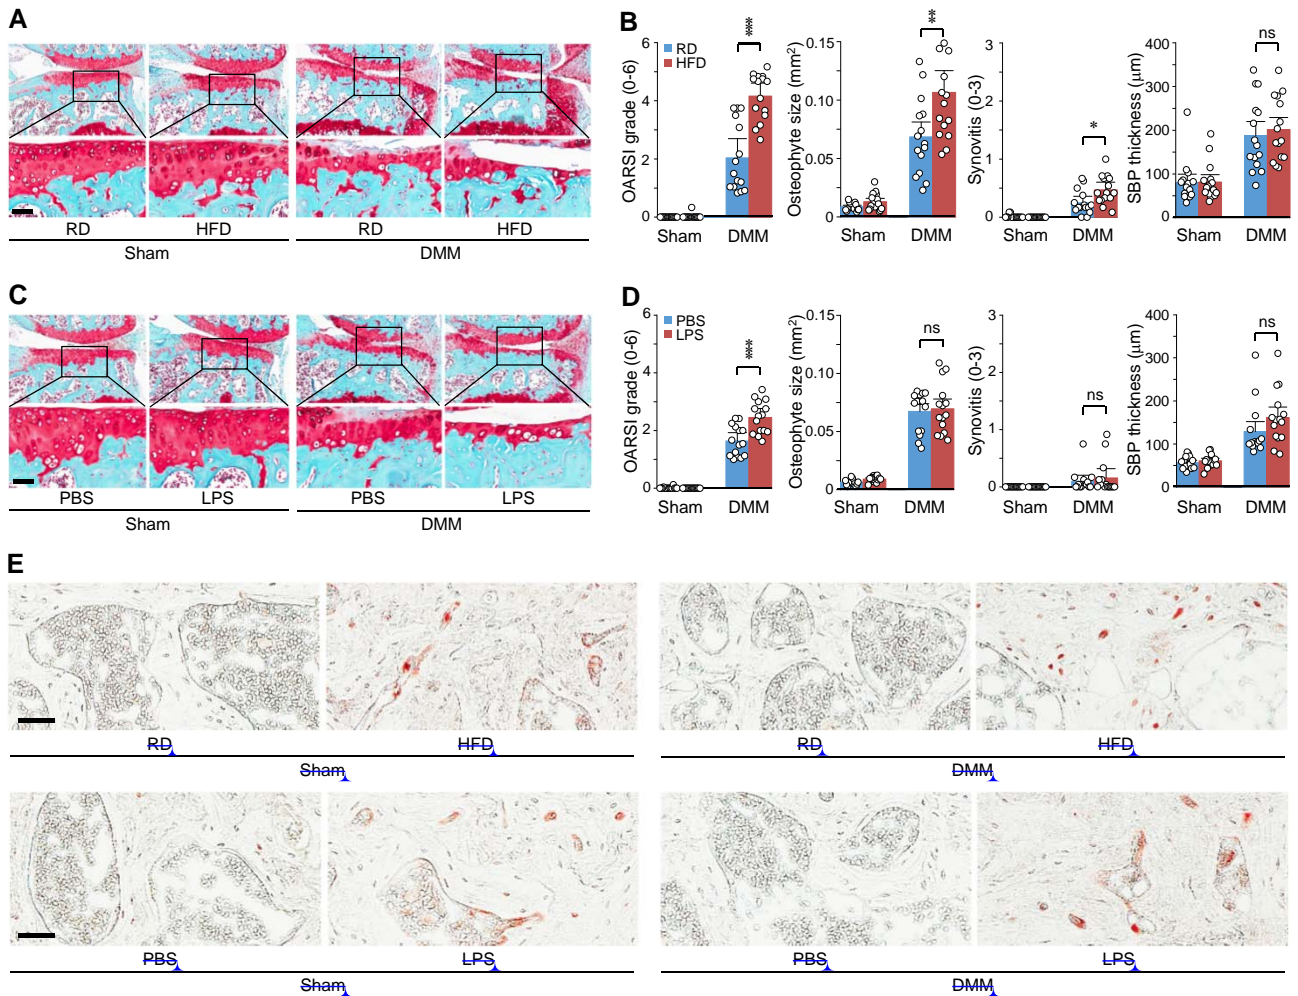 A
RD HFD RD HFD
Sham DMM
B
OARSI grade (0-6)
6
4
2
0
RD
HFD
***
Sham DMM
Osteophyte size (mm²)
0.15
0.10
0.05
0
**
Sham DMM
Synovitis (0-3)
3
2
1
0
*
Sham DMM
SBP thickness (μm)
400
300
200
100
0
ns
Sham DMM
C
PBS LPS PBS LPS
Sham DMM
D
OARSI grade (0-6)
6
4
2
0
PBS
LPS
***
Sham DMM
Osteophyte size (mm²)
0.15
0.10
0.05
0
ns
Sham DMM
Synovitis (0-3)
3
2
1
0
ns
Sham DMM
SBP thickness (μm)
400
300
200
100
0
ns
Sham DMM
E
RD HFD RD HFD
Sham DMM
PBS LPS PBS LPS
Sham DMM